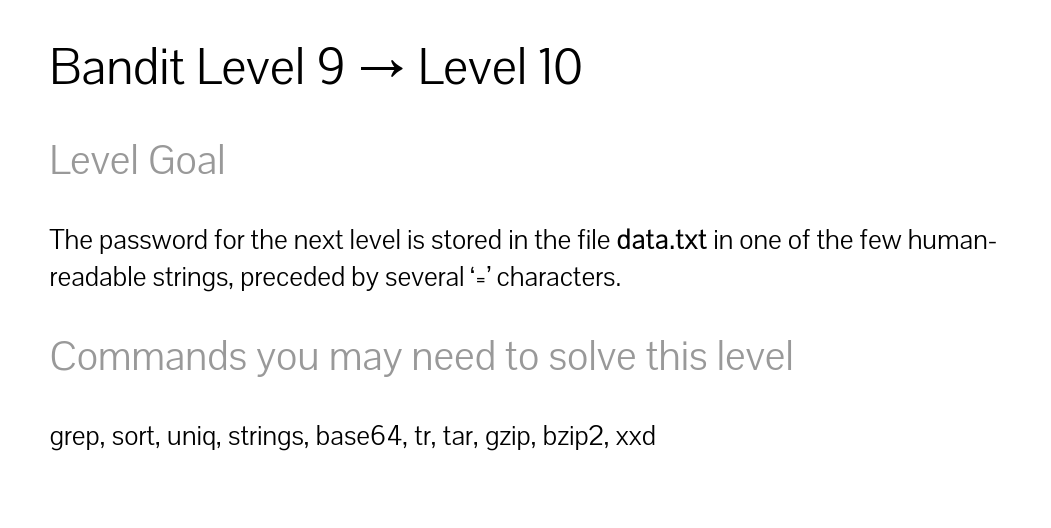 Bandit Level 9 → Level 10
Level Goal
The password for the next level is stored in the file data.txt in one of the few human-
readable strings, preceded by several ‘=’ characters.
Commands you may need to solve this level
grep, sort, uniq, strings, base64, tr, tar, gzip, bzip2, xxd